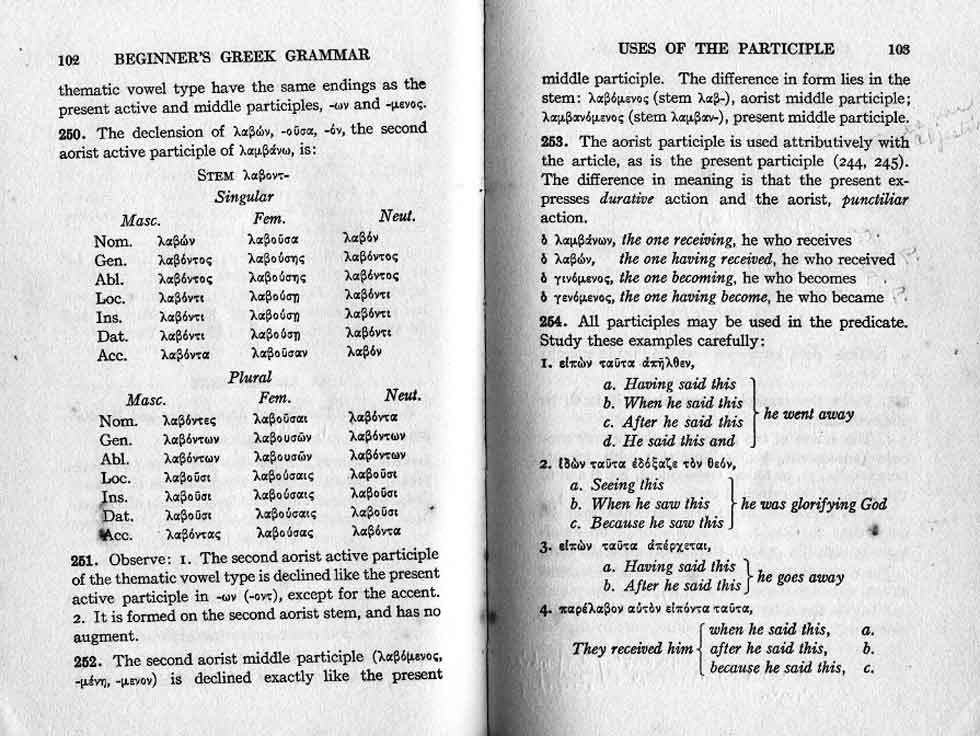 102 BEGINNER'S GREEK GRAMMAR
thematic vowel type have the same endings as the
present active and middle participles, -ων and -μενος.
250. The declension of λαβών, -οῦσα, -όν, the second
aorist active participle of λαμβάνω, is:
STEM λαβοντ-
Singular
Masc. Fem. Neut.
Nom. λαβών λαβοῦσα λαβόν
Gen. λαβόντος λαβούσης λαβόντος
Abl. λαβόντος λαβούσης λαβόντος
Loc. λαβόντι λαβούσῃ λαβόντι
Ins. λαβόντι λαβούσῃ λαβόντι
Dat. λαβόντι λαβούσῃ λαβόντι
Acc. λαβόντα λαβοῦσαν λαβόν
Plural
Masc. Fem. Neut.
Nom. λαβόντες λαβοῦσαι λαβόντα
Gen. λαβόντων λαβουσῶν λαβόντων
Abl. λαβόντων λαβουσῶν λαβόντων
Loc. λαβοῦσι λαβούσαις λαβοῦσι
Ins. λαβοῦσι λαβούσαις λαβοῦσι
Dat. λαβοῦσι λαβούσαις λαβοῦσι
Acc. λαβόντας λαβούσας λαβόντα
251. Observe: 1. The second aorist active participle
of the thematic vowel type is declined like the present
active participle in -ων (-οντ), except for the accent.
2. It is formed on the second aorist stem, and has no
augment.
252. The second aorist middle participle (λαβόμενος,
-μένη, -μενον) is declined exactly like the present
USES OF THE PARTICIPLE 103
middle participle. The difference in form lies in the
stem: λαβόμενος (stem λαβ-), aorist middle participle;
λαμβανόμενος (stem λαμβαν-), present middle participle.
253. The aorist participle is used attributively with
the article, as is the present participle (244, 245).
The difference in meaning is that the present ex-
presses durative action and the aorist, punctiliar
action.
ὁ λαμβάνων, the one receiving, he who receives
ὁ λαβών, the one having received, he who received
ὁ γινόμενος, the one becoming, he who becomes
ὁ γενόμενος, the one having become, he who became
254. All participles may be used in the predicate.
Study these examples carefully:
1. εἰπὼν ταῦτα ἀπῆλθεν,
a. Having said this
b. When he said this
c. After he said this
d. He said this and
he went away
2. ἰδὼν ταῦτα ἐδόξαζε τὸν θεόν,
a. Seeing this
b. When he saw this
c. Because he saw this
he was glorifying God
3. εἰπὼν ταῦτα ἀπέρχεται,
a. Having said this
b. After he said this
he goes away
4. παρέλαβον αὐτὸν εἰπόντα ταῦτα,
They received him
when he said this, a.
after he said this, b.
because he said this, c.